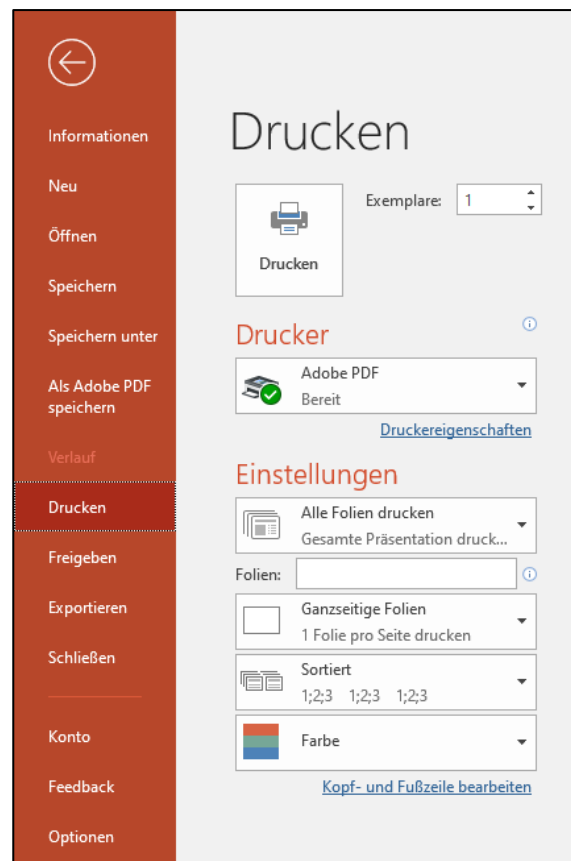 Informationen
Neu
Öffnen
Speichern
Speichern unter
Als Adobe PDF
speichern
Verlauf
Drucken
Freigeben
Exportieren
Schließen
Konto
Feedback
Optionen
Drucken
Drucken
Exemplare: 1
Drucker
Adobe PDF
Bereit
Druckereigenschaften
Einstellungen
Alle Folien drucken
Gesamte Präsentation druck...
Folien:
Ganzseitige Folien
1 Folie pro Seite drucken
Sortiert
1;2;3 1;2;3 1;2;3
Farbe
Kopf- und Fußzeile bearbeiten